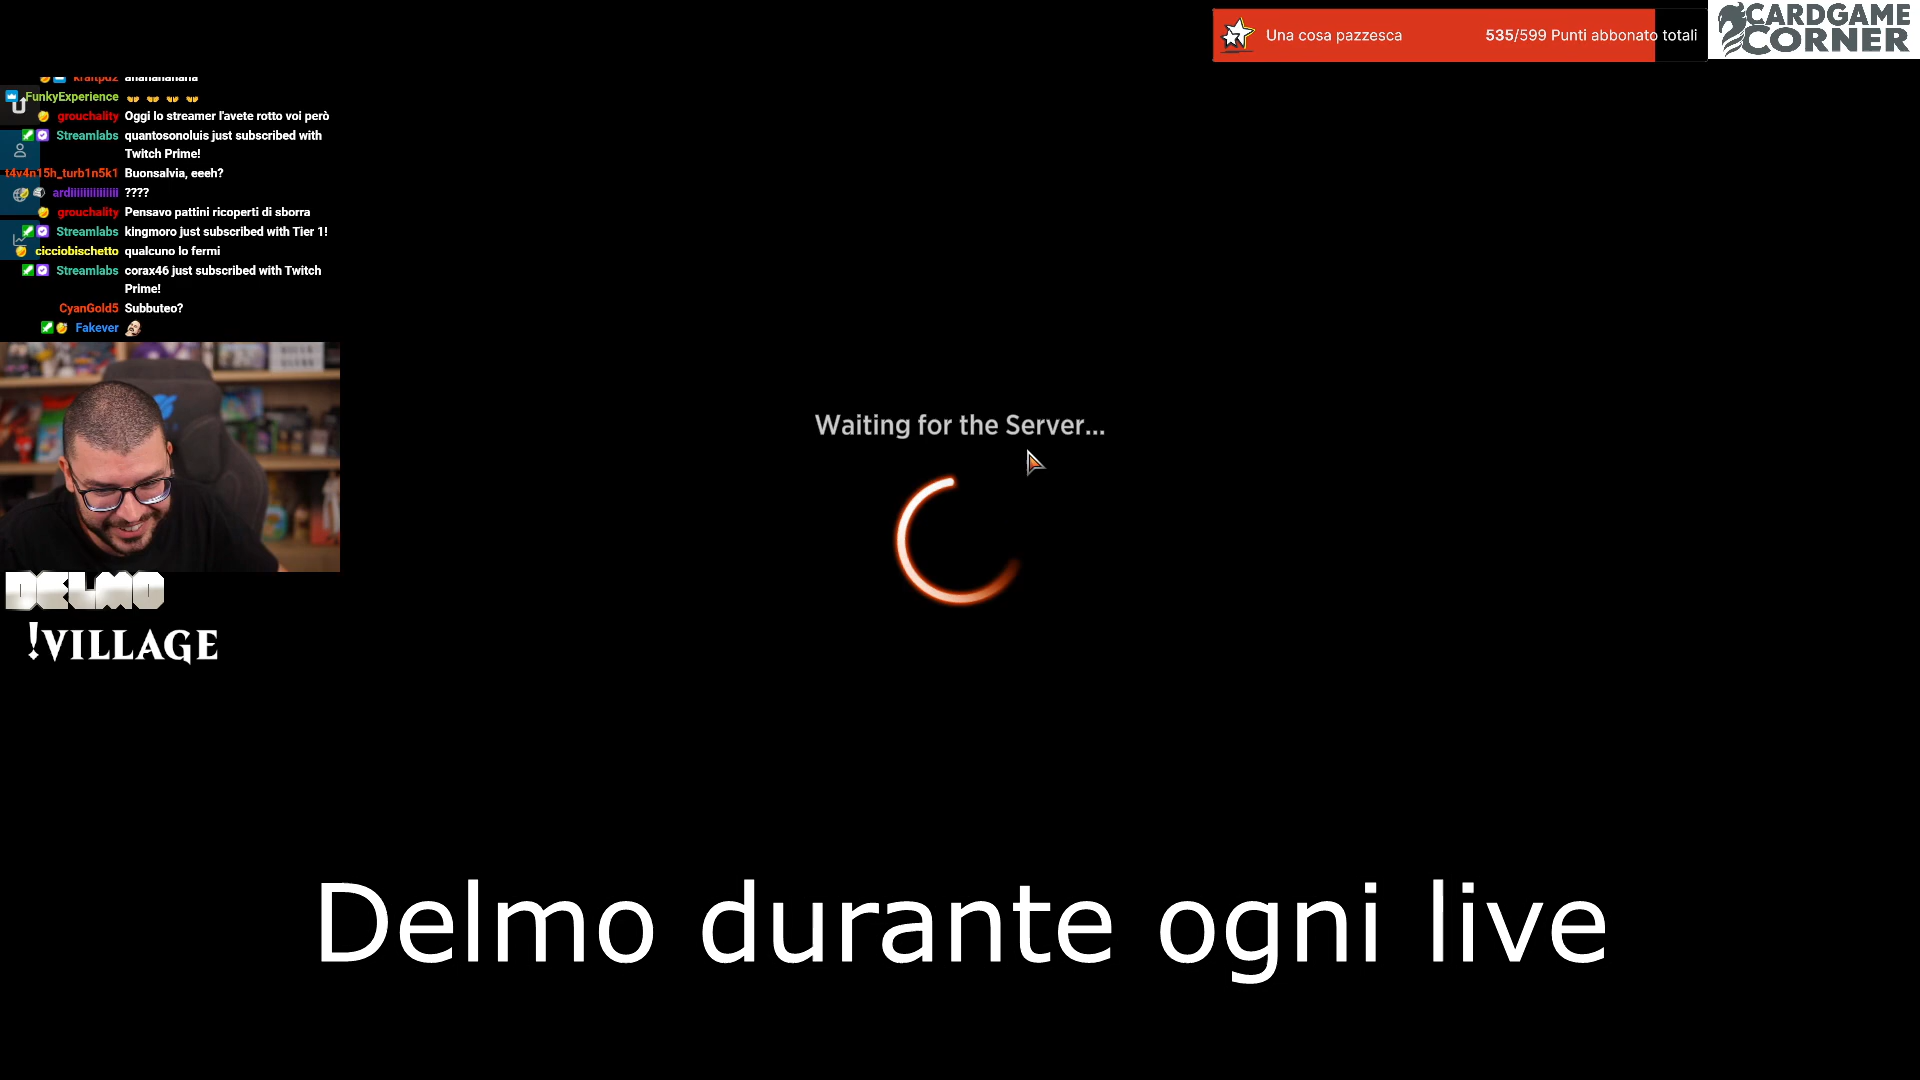 Una cosa pazzesca 535/599 Punti abbonato totali
CARDGAME
CORNER
kraftpd2 ahahahahaha
FunkyExperience
grouchality Oggi lo streamer l'avete rotto voi però
Streamlabs quantosonoluis just subscribed with
Twitch Prime!
t4v4n15h_turb1n5k1 Buonsalvia, eeeh?
ardiiiiiiiiiiiiii ????
grouchality Pensavo pattini ricoperti di sborra
Streamlabs kingmoro just subscribed with Tier 1!
cicciobischetto qualcuno lo fermi
Streamlabs corax46 just subscribed with Twitch
Prime!
CyanGold5 Subbuteo?
Fakever
DELMO
!VILLAGE
Waiting for the Server...
Delmo durante ogni live